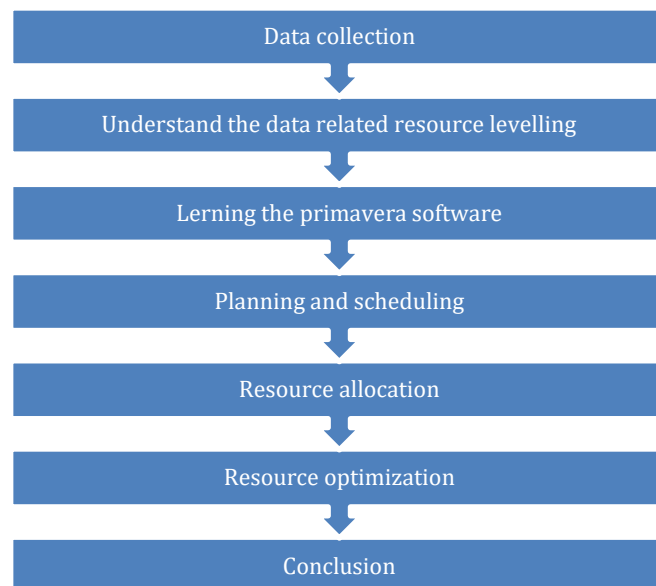 Data collection
Understand the data related resource levelling
Lerning the primavera software
Planning and scheduling
Resource allocation
Resource optimization
Conclusion